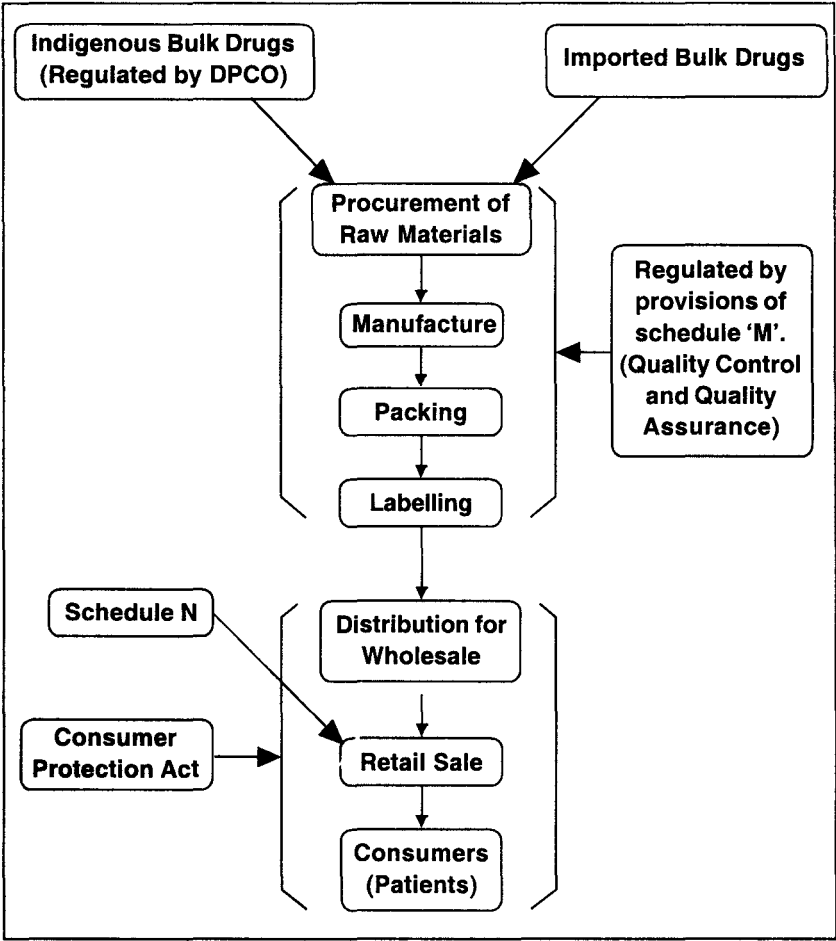 Indigenous Bulk Drugs
(Regulated by DPCO)
Imported Bulk Drugs
Procurement of
Raw Materials
Manufacture
Packing
Labelling
Regulated by
provisions of
schedule ‘M’.
(Quality Control
and Quality
Assurance)
Schedule N
Distribution for
Wholesale
Consumer
Protection Act
Retail Sale
Consumers
(Patients)